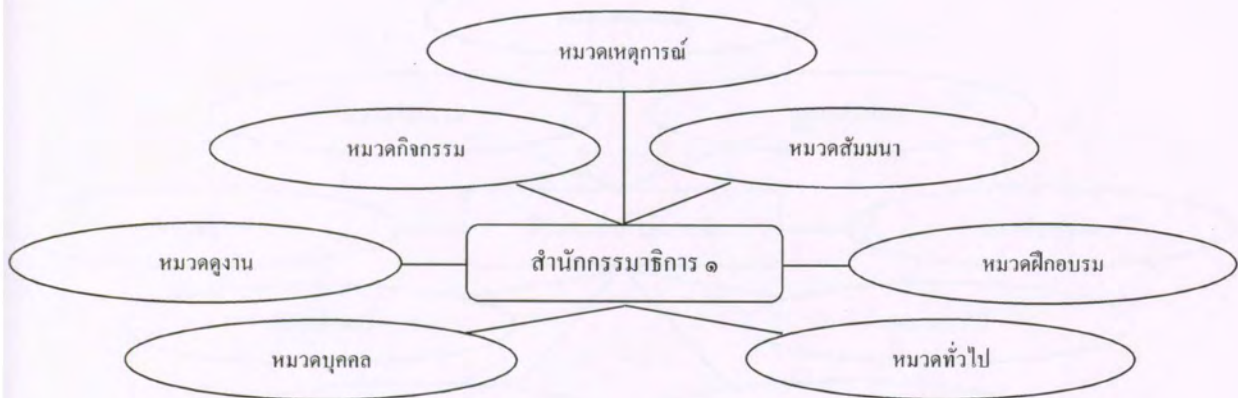 หมวดเหตุการณ์
หมวดกิจกรรม
หมวดสัมมนา
หมวดดูงาน
สำนักกรรมาธิการ ๑
หมวดฝึกอบรม
หมวดบุคคล
หมวดทั่วไป